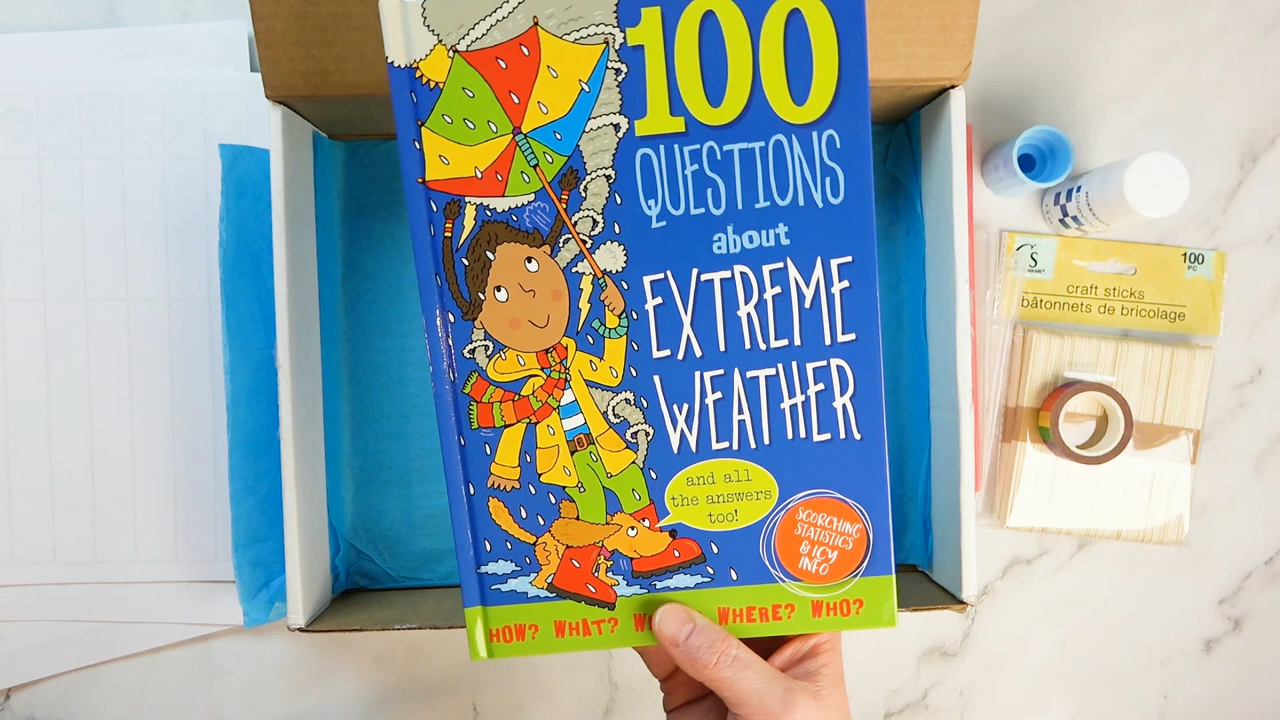 100
QUESTIONS
about
EXTREME
WEATHER
and all
the answers
too!
SCORCHING
STATISTICS
& ICY
INFO
HOW? WHAT? WHERE? WHO?
S
100
PC
craft sticks
bâtonnets de bricolage